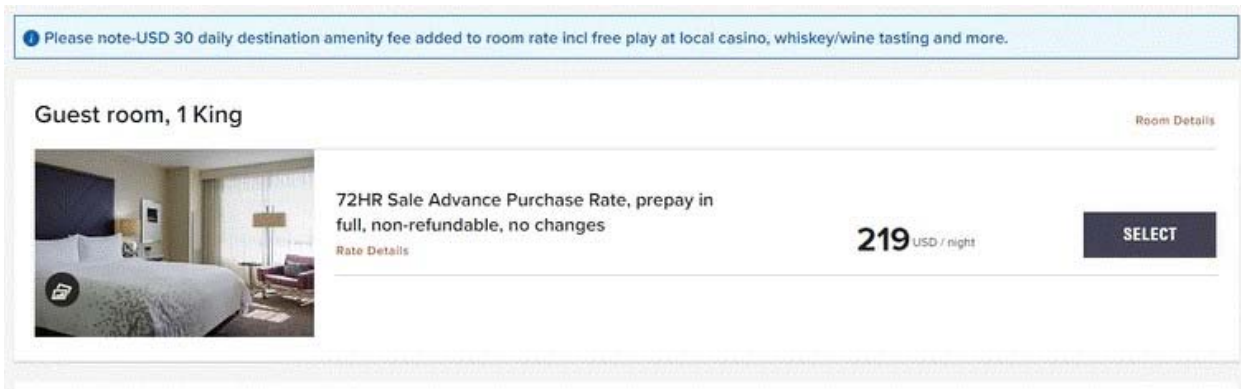 Please note-USD 30 daily destination amenity fee added to room rate incl free play at local casino, whiskey/wine tasting and more.
Guest room, 1 King
Room Details
72HR Sale Advance Purchase Rate, prepay in
full, non-refundable, no changes
Rate Details
219 USD / night
SELECT